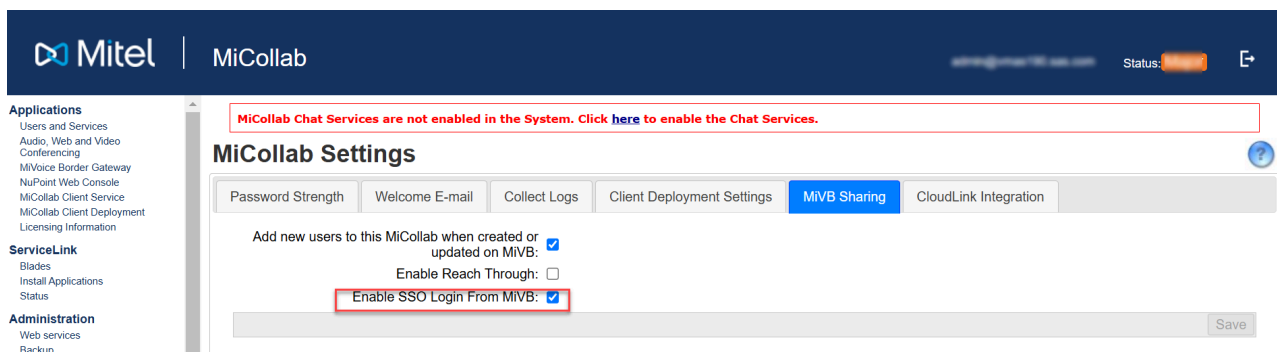 Mitel
MiCollab
Status:
Applications
Users and Services
Audio, Web and Video
Conferencing
MiVoice Border Gateway
NuPoint Web Console
MiCollab Client Service
MiCollab Client Deployment
Licensing Information
ServiceLink
Blades
Install Applications
Status
Administration
Web services
Backup
MiCollab Chat Services are not enabled in the System. Click here to enable the Chat Services.
MiCollab Settings
?
Password Strength
Welcome E-mail
Collect Logs
Client Deployment Settings
MiVB Sharing
CloudLink Integration
Add new users to this MiCollab when created or
updated on MiVB:
Enable Reach Through:
Enable SSO Login From MiVB:
Save